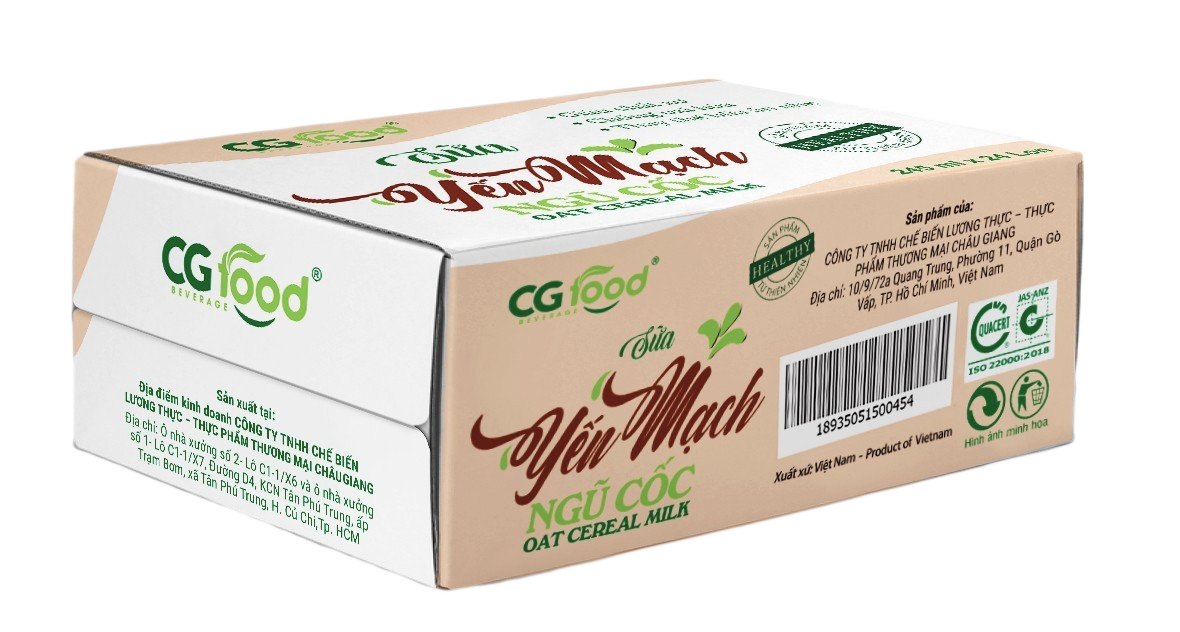 CG food®
Sữa
Yến Mạch
NGŨ CỐC
OAT CEREAL MILK
HEALTHY
245 ml x 24 Lon
CG food®
BEVERAGE
Sản xuất tại:
Địa điểm kinh doanh CÔNG TY TNHH CHẾ BIẾN
LƯƠNG THỰC - THỰC PHẨM THƯƠNG MẠI CHÂUGIANG
Địa chỉ: Ô nhà xưởng số 2- Lô C1-1/X6 và ô nhà xưởng
số 1- Lô C1-1/X7, Đường D4, KCN Tân Phú Trung, ấp
Trạm Bơm, xã Tân Phú Trung, H. Củ Chi,Tp. HCM
CG food®
BEVERAGE
Sữa
Yến Mạch
NGŨ CỐC
OAT CEREAL MILK
SẢN PHẨM
HEALTHY
TỪ THIÊN NHIÊN
Sản phẩm của:
CÔNG TY TNHH CHẾ BIẾN LƯƠNG THỰC – THỰC
PHẨM THƯƠNG MẠI CHÂU GIANG
Địa chỉ: 10/9/72a Quang Trung, Phường 11, Quận Gò
Vấp, TP. Hồ Chí Minh, Việt Nam
18935051500454
Xuất xứ: Việt Nam - Product of Vietnam
QUACERT
JAS-ANZ
ISO 22000:2018
Hình ảnh minh họa